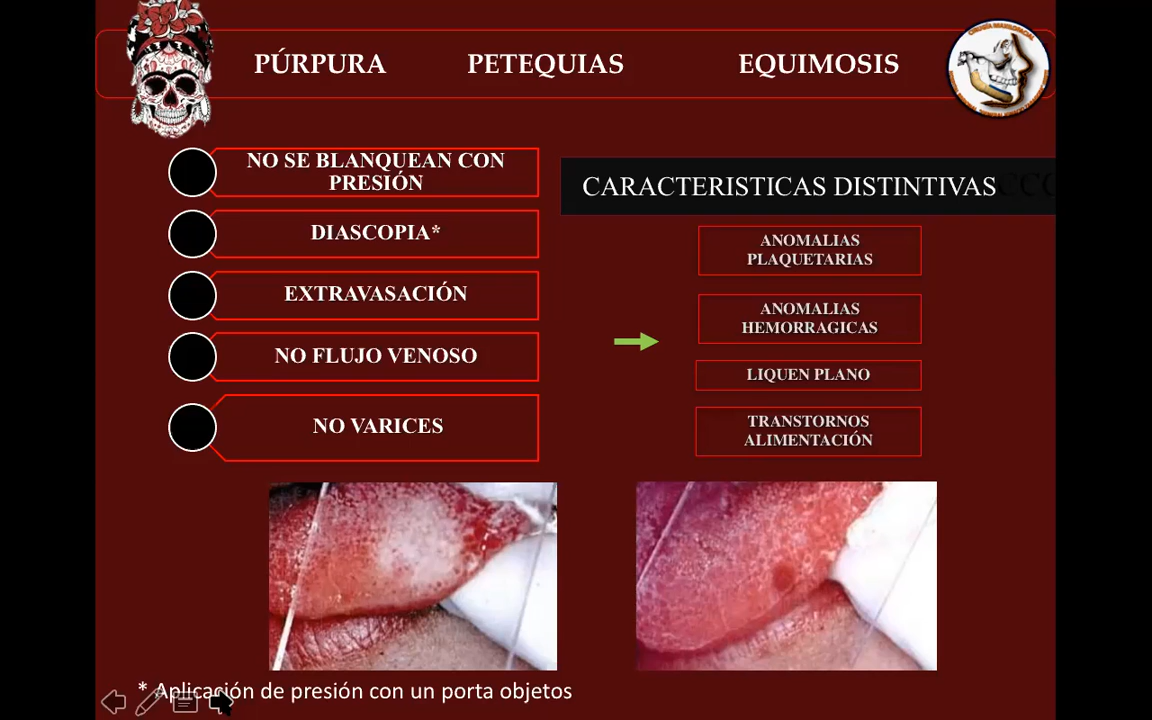 PÚRPURA PETEQUIAS EQUIMOSIS
NO SE BLANQUEAN CON
PRESIÓN
DIASCOPIA*
EXTRAVASACIÓN
NO FLUJO VENOSO
NO VARICES
CARACTERISTICAS DISTINTIVAS
ANOMALIAS
PLAQUETARIAS
ANOMALIAS
HEMORRAGICAS
LIQUEN PLANO
TRANSTORNOS
ALIMENTACIÓN
* Aplicación de presión con un porta objetos